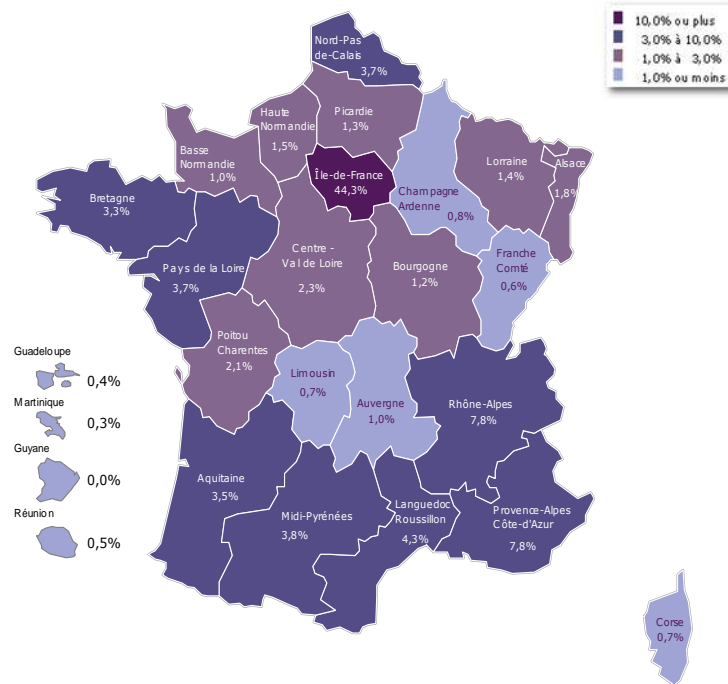 10,0% ou plus
3,0% à 10,0%
1,0% à 3,0%
1,0% ou moins
Nord-Pas
de-Calais
3,7%
Haute
Normandie
1,5%
Picardie
1,3%
Basse
Normandie
1,0%
Île-de-France
44,3%
Champagne
Ardenne
0,8%
Lorraine
1,4%
Alsace
1,8%
Bretagne
3,3%
Pays de la Loire
3,7%
Centre -
Val de Loire
2,3%
Bourgogne
1,2%
Franche
Comté
0,6%
Poitou
Charentes
2,1%
Limousin
0,7%
Auvergne
1,0%
Rhône-Alpes
7,8%
Guadeloupe
0,4%
Martinique
0,3%
Guyane
0,0%
Réunion
0,5%
Aquitaine
3,5%
Midi-Pyrénées
3,8%
Languedoc
Roussillon
4,3%
Provence-Alpes
Côte-d'Azur
7,8%
Corse
0,7%